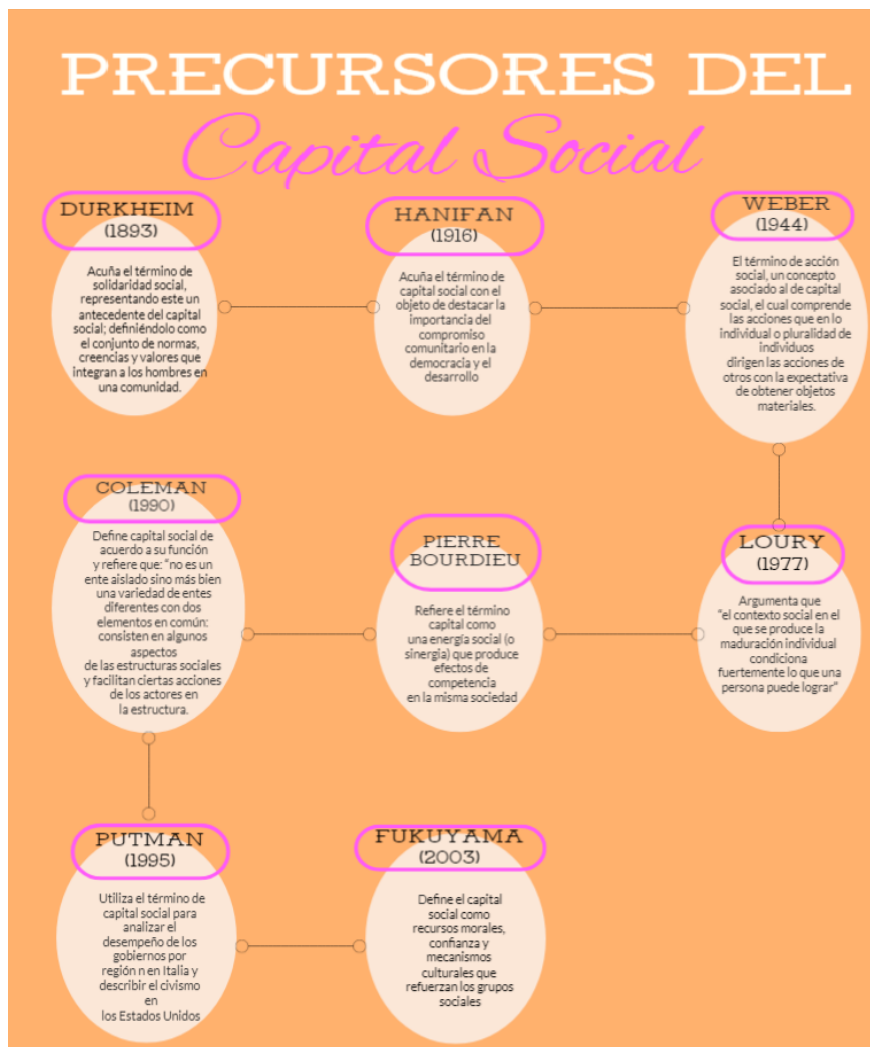 PRECURSORES DEL
Capital Social
DURKHEIM
(1893)
Acuña el término de
solidaridad social,
representando este un
antecedente del capital
social; definiéndolo como
el conjunto de normas,
creencias y valores que
integran a los hombres en
una comunidad.
HANIFAN
(1916)
Acuña el término de
capital social con el
objeto de destacar la
importancia del
compromiso
comunitario en la
democracia y el
desarrollo
WEBER
(1944)
El término de acción
social, un concepto
asociado al de capital
social, el cual comprende
las acciones que en lo
individual o pluralidad de
individuos
dirigen las acciones de
otros con la expectativa
de obtener objetos
materiales.
LOURY
(1977)
Argumenta que
"el contexto social en el
que se produce la
maduración individual
condiciona
fuertemente lo que una
persona puede lograr"
PIERRE
BOURDIEU
Refiere el término
capital como
una energía social (o
sinergia) que produce
efectos de
competencia
en la misma sociedad
COLEMAN
(1990)
Define capital social de
acuerdo a su función
y refiere que: "no es un
ente aislado sino más bien
una variedad de entes
diferentes con dos
elementos en común:
consisten en algunos
aspectos
de las estructuras sociales
y facilitan ciertas acciones
de los actores en
la estructura.
PUTMAN
(1995)
Utiliza el término de
capital social para
analizar el
desempeño de los
gobiernos por
región n en Italia y
describir el civismo
en
los Estados Unidos
FUKUYAMA
(2003)
Define el capital
social como
recursos morales,
confianza y
mecanismos
culturales que
refuerzan los grupos
sociales